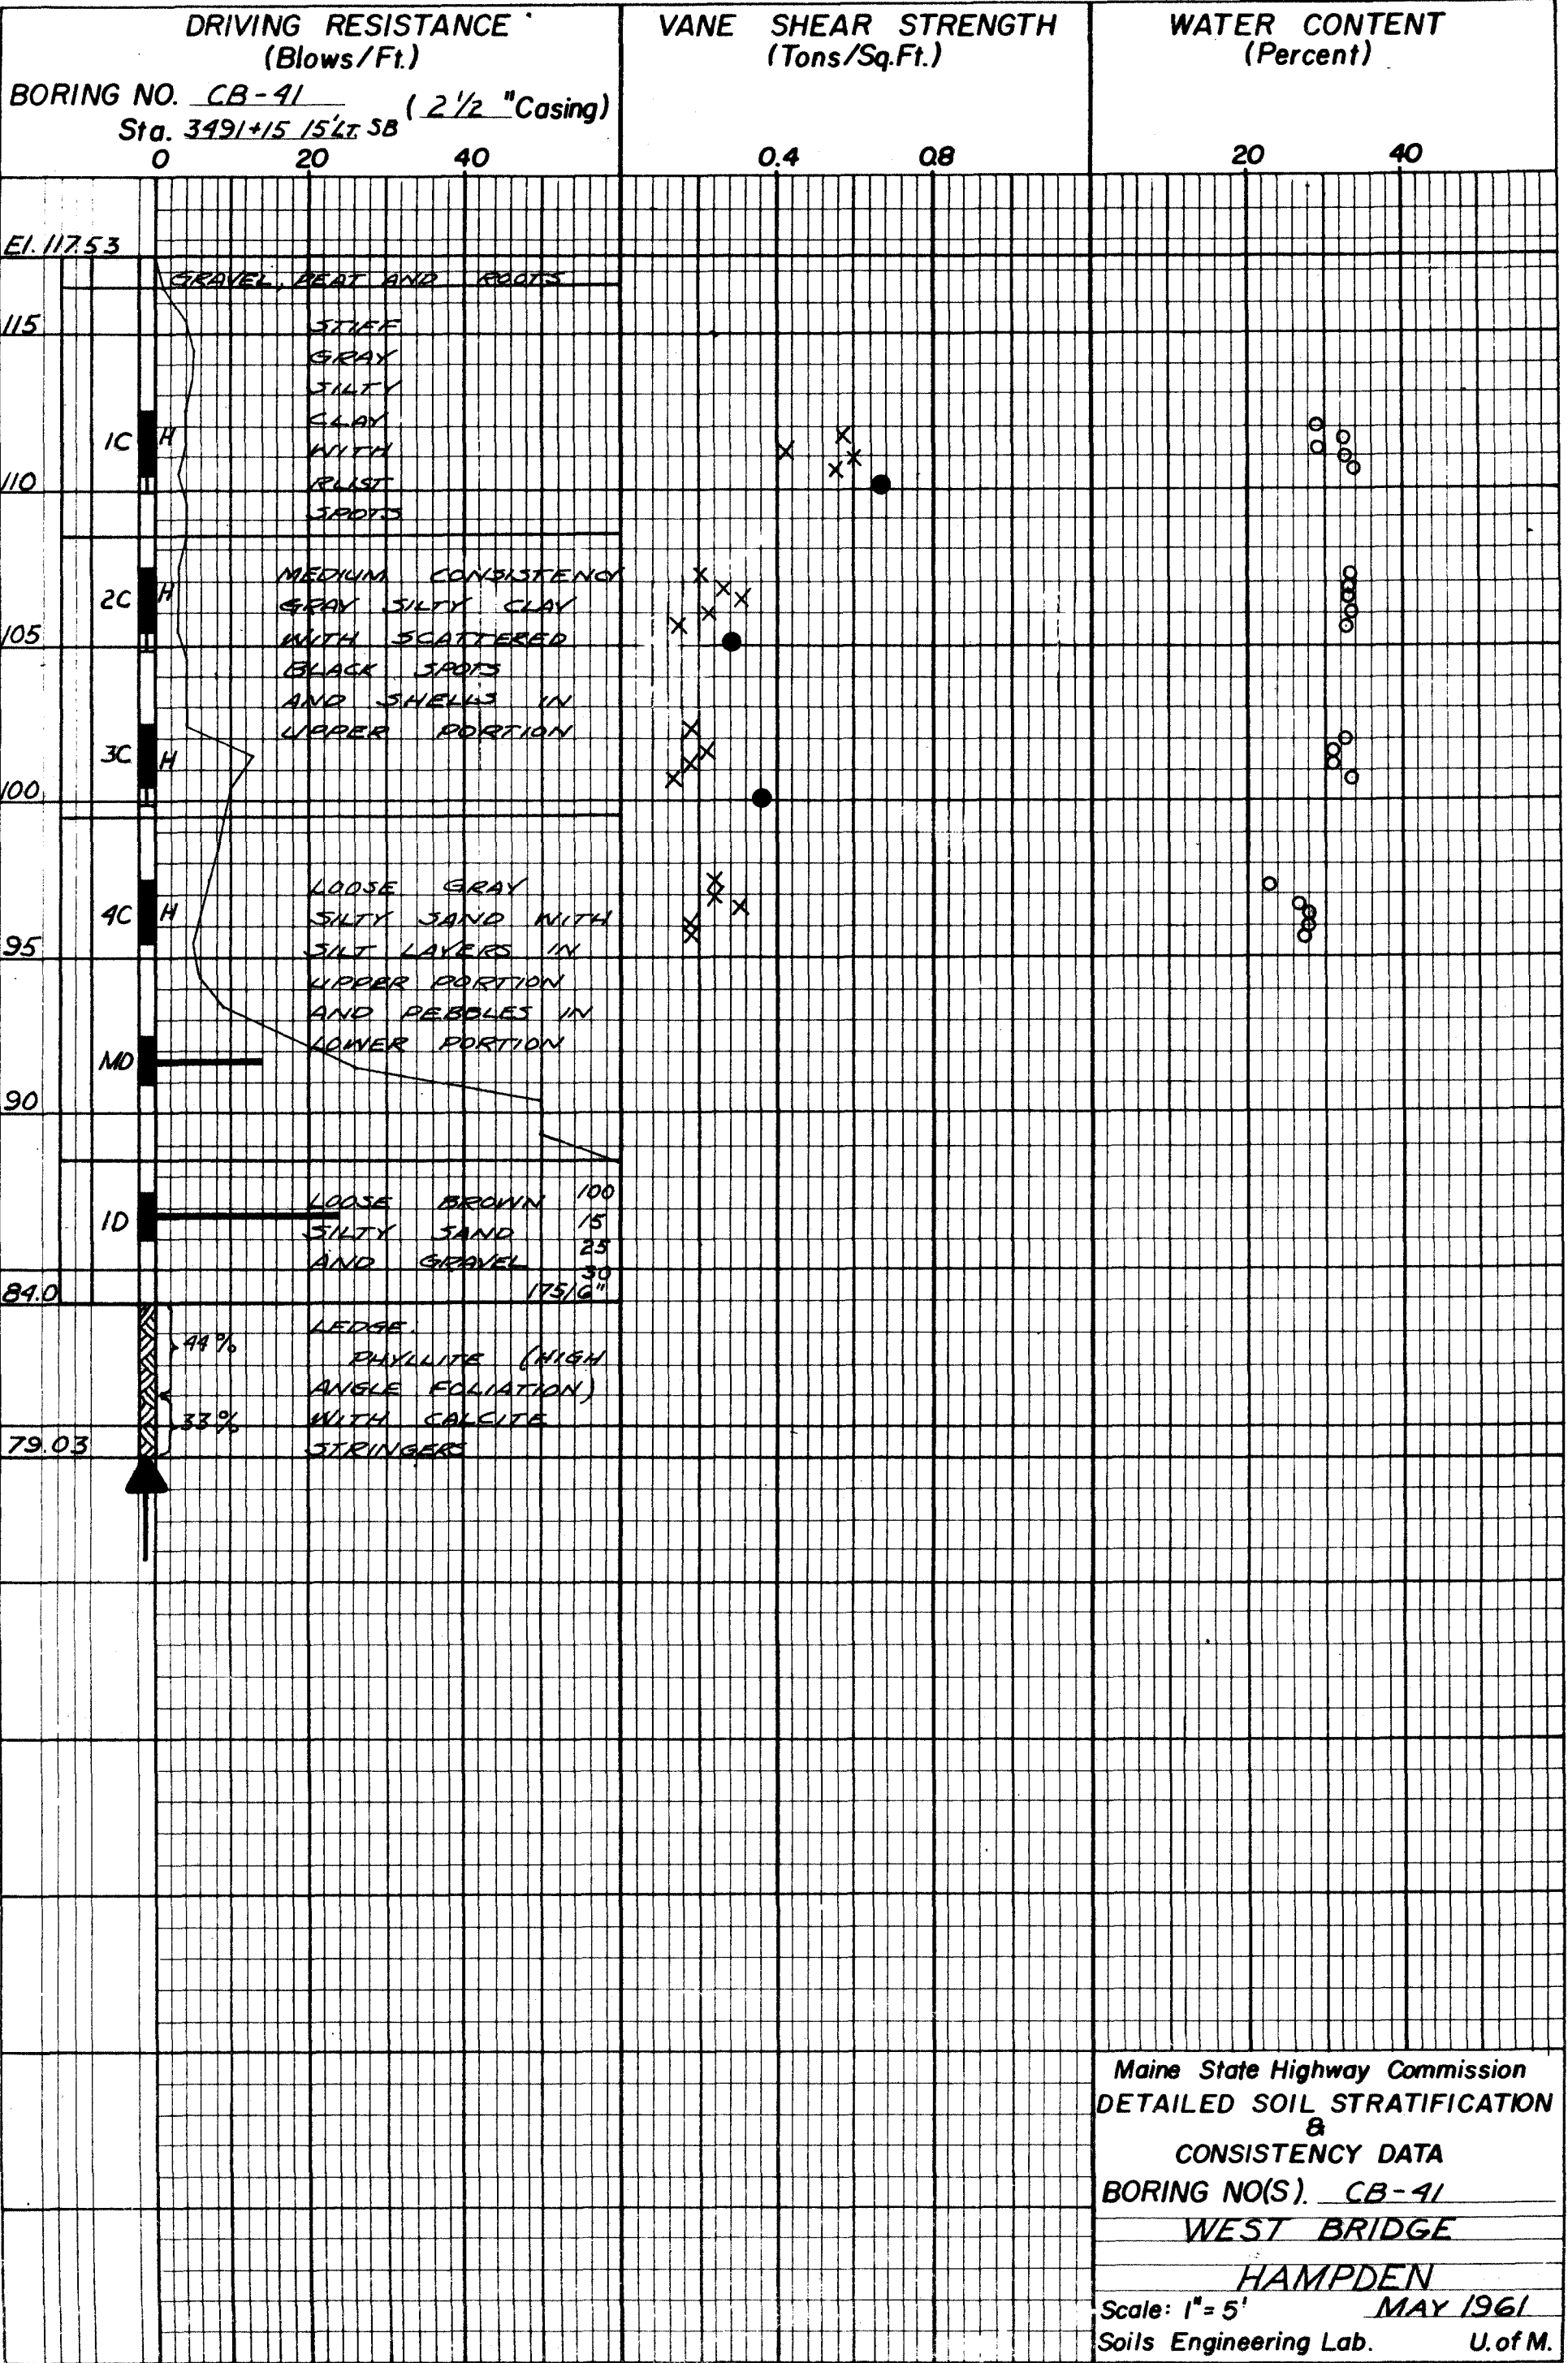 DRIVING RESISTANCE
(Blows/Ft.)
BORING NO. CB-41 (2 1/2 "Casing)
Sta. 3491+15 15'LT. SB
VANE SHEAR STRENGTH
(Tons/Sq.Ft.)
WATER CONTENT
(Percent)
0 20 40 0.4 0.8 20 40
El. 117.53
GRAVEL, PEAT AND ROOTS
115
STIFF
GRAY
SILTY
CLAY
1C H
WITH
110
RUST
SPOTS
MEDIUM CONSISTENCY
2C H
GRAY SILTY CLAY
105
WITH SCATTERED
BLACK SPOTS
AND SHELLS IN
UPPER PORTION
3C H
100
LOOSE GRAY
4C H
SILTY SAND WITH
95
SILT LAYERS IN
UPPER PORTION
AND PEBBLES IN
LOWER PORTION
MD
90
LOOSE BROWN 100
1D
SILTY SAND 15
25
AND GRAVEL
30
84.0
175/6"
LEDGE.
44%
PHYLLITE (HIGH
ANGLE FOLIATION)
33%
WITH CALCITE
79.03
STRINGERS
Maine State Highway Commission
DETAILED SOIL STRATIFICATION
&
CONSISTENCY DATA
BORING NO(S). CB-41
WEST BRIDGE
HAMPDEN
Scale: 1"= 5' MAY 1961
Soils Engineering Lab. U. of M.